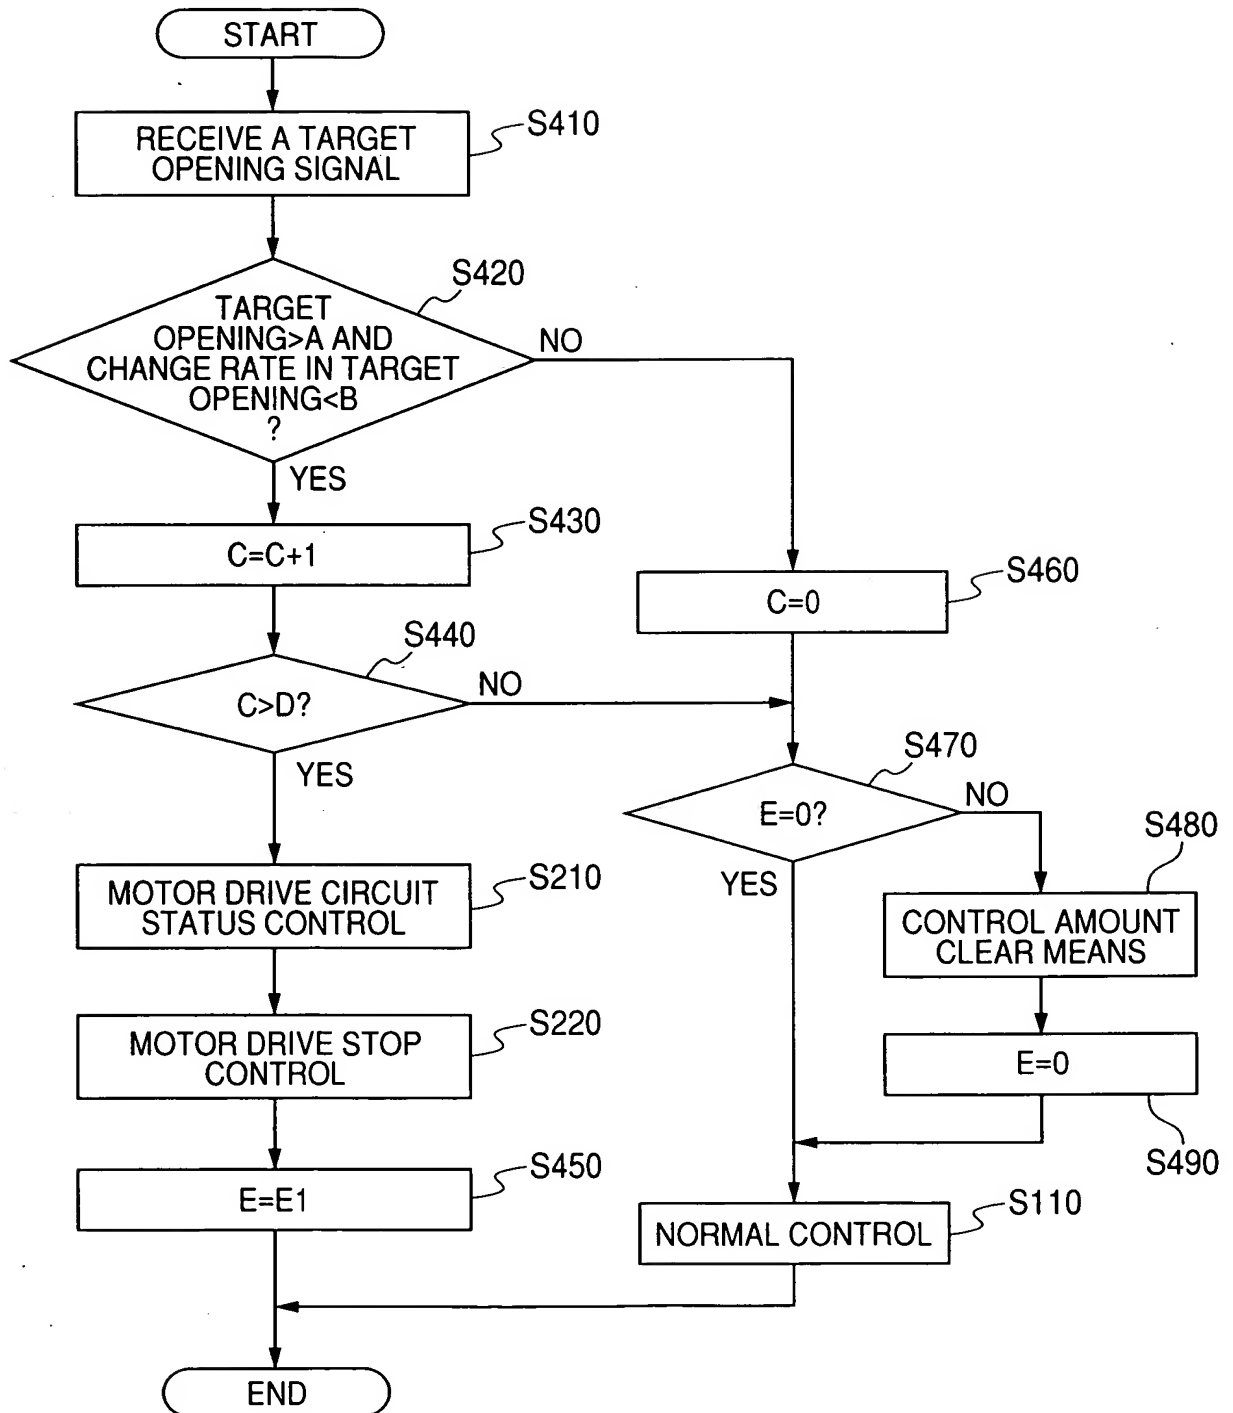 START
RECEIVE A TARGET
OPENING SIGNAL
S410
S420
TARGET
OPENING>A AND
CHANGE RATE IN TARGET
OPENING<B
?
NO
YES
C=C+1
S430
C=0
S460
S440
C>D?
NO
YES
S470
E=0?
NO
YES
S480
CONTROL AMOUNT
CLEAR MEANS
MOTOR DRIVE CIRCUIT
STATUS CONTROL
S210
MOTOR DRIVE STOP
CONTROL
S220
E=0
S490
E=E1
S450
NORMAL CONTROL
S110
END